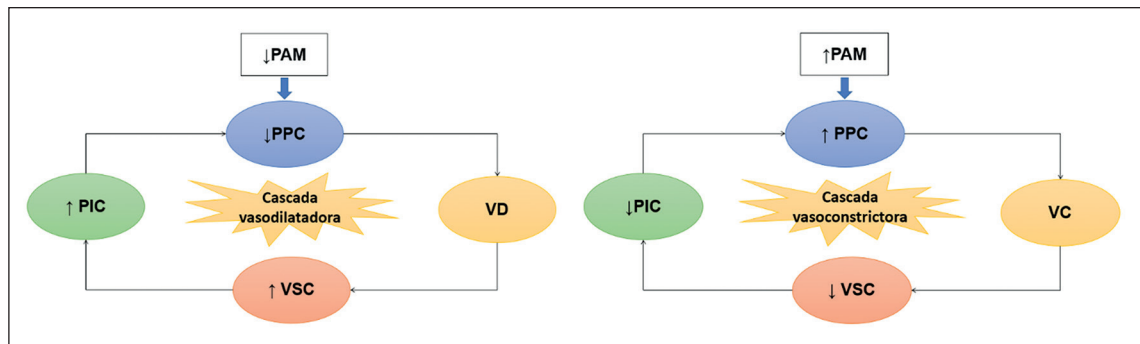 ↓PAM
↓PPC
↑ PIC
Cascada
vasodilatadora
VD
↑ VSC
↑PAM
↑ PPC
↓PIC
Cascada
vasoconstrictora
VC
↓ VSC